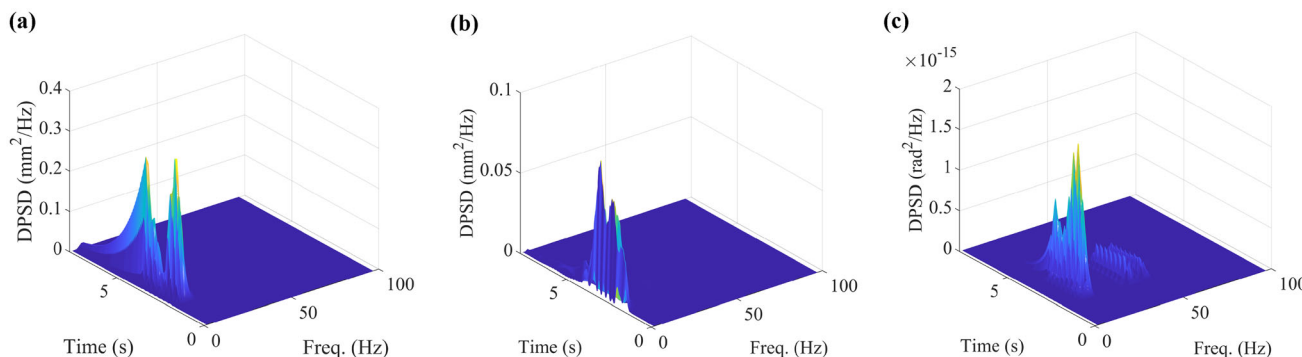 (a)
DPSD (mm²/Hz)
0.4
0.3
0.2
0.1
0
5
0
Time (s)
0
50
100
Freq. (Hz)
(b)
DPSD (mm²/Hz)
0.1
0.05
0
5
0
Time (s)
0
50
100
Freq. (Hz)
(c)
×10⁻¹⁵
DPSD (rad²/Hz)
2
1.5
1
0.5
0
5
0
Time (s)
0
50
100
Freq. (Hz)